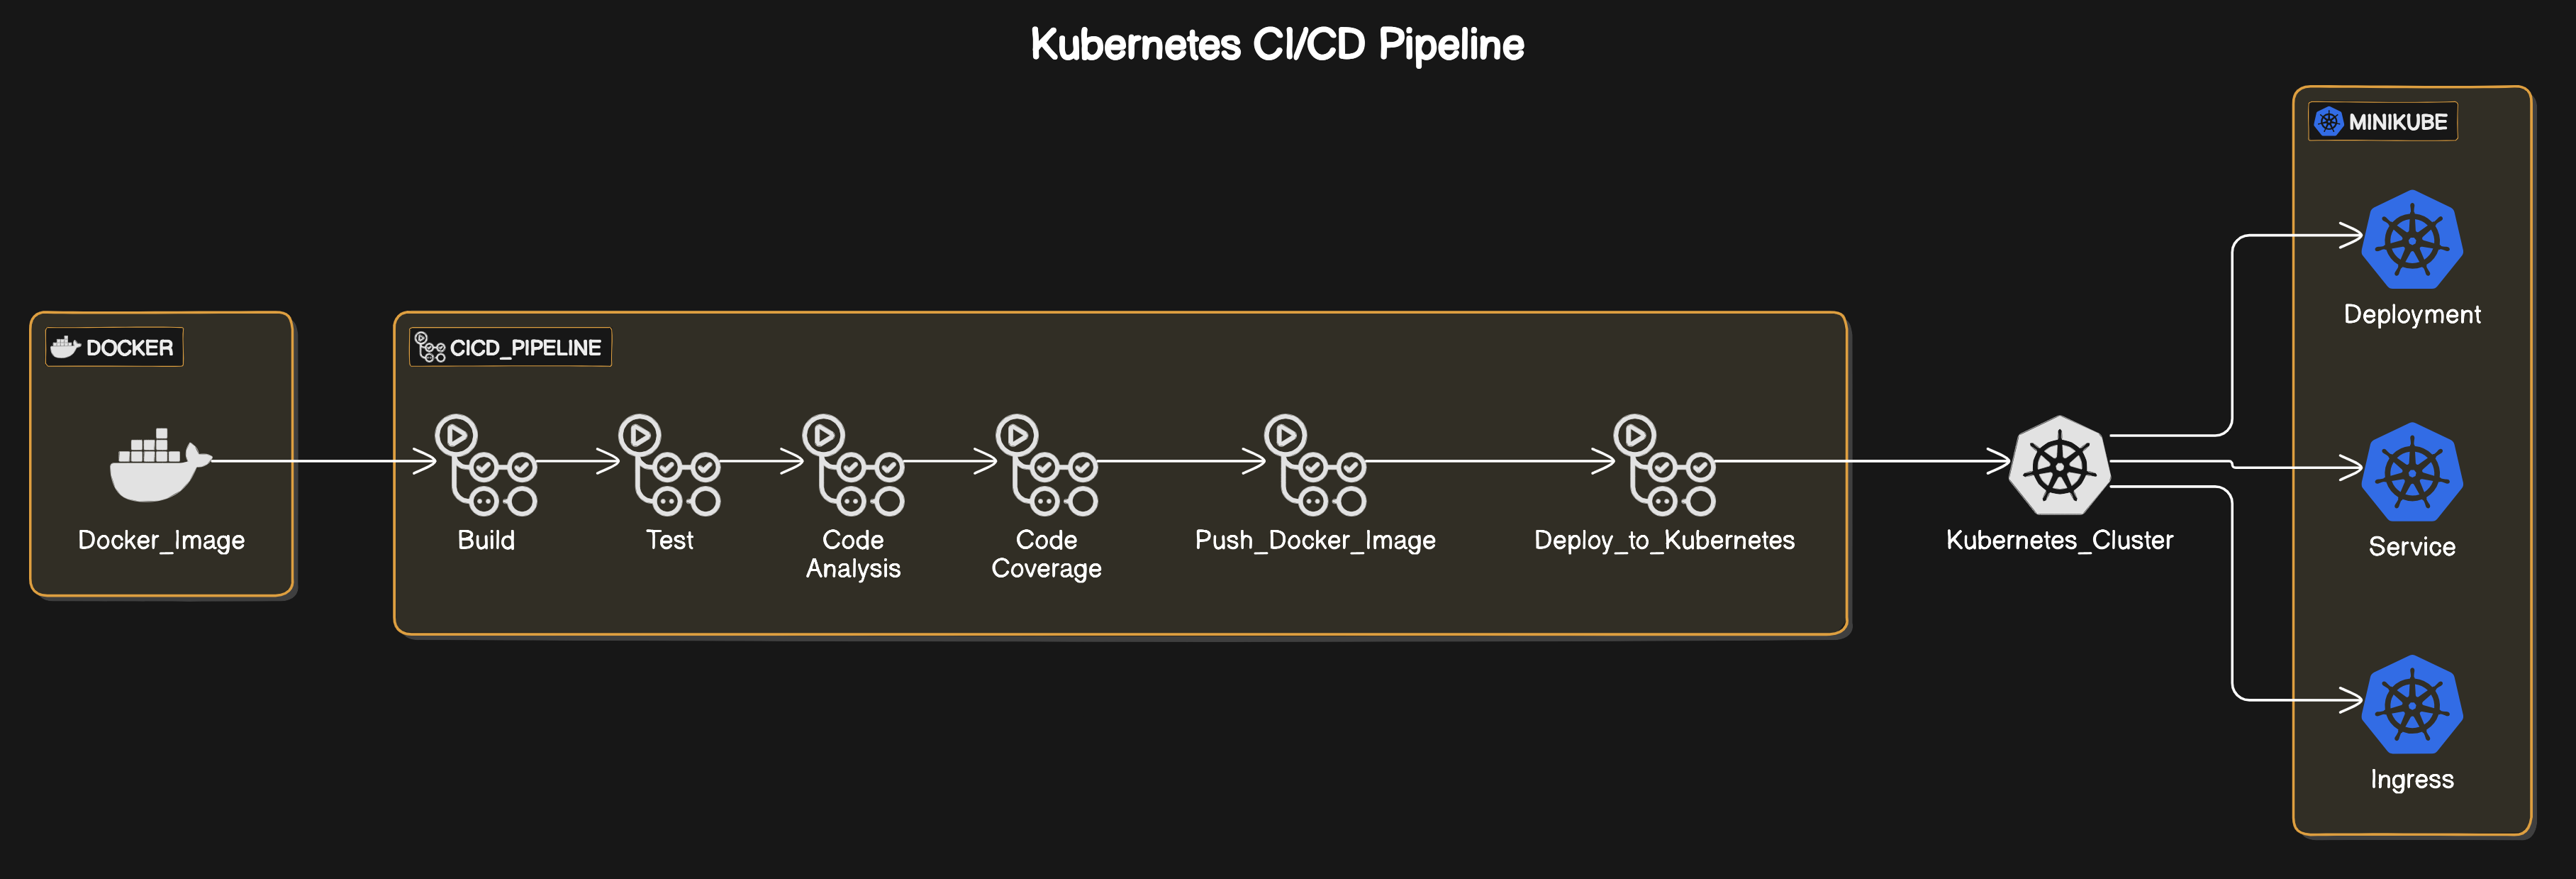 Kubernetes CI/CD Pipeline
DOCKER
Docker_Image
CICD_PIPELINE
Build
Test
Code
Analysis
Code
Coverage
Push_Docker_Image
Deploy_to_Kubernetes
Kubernetes_Cluster
MINIKUBE
Deployment
Service
Ingress